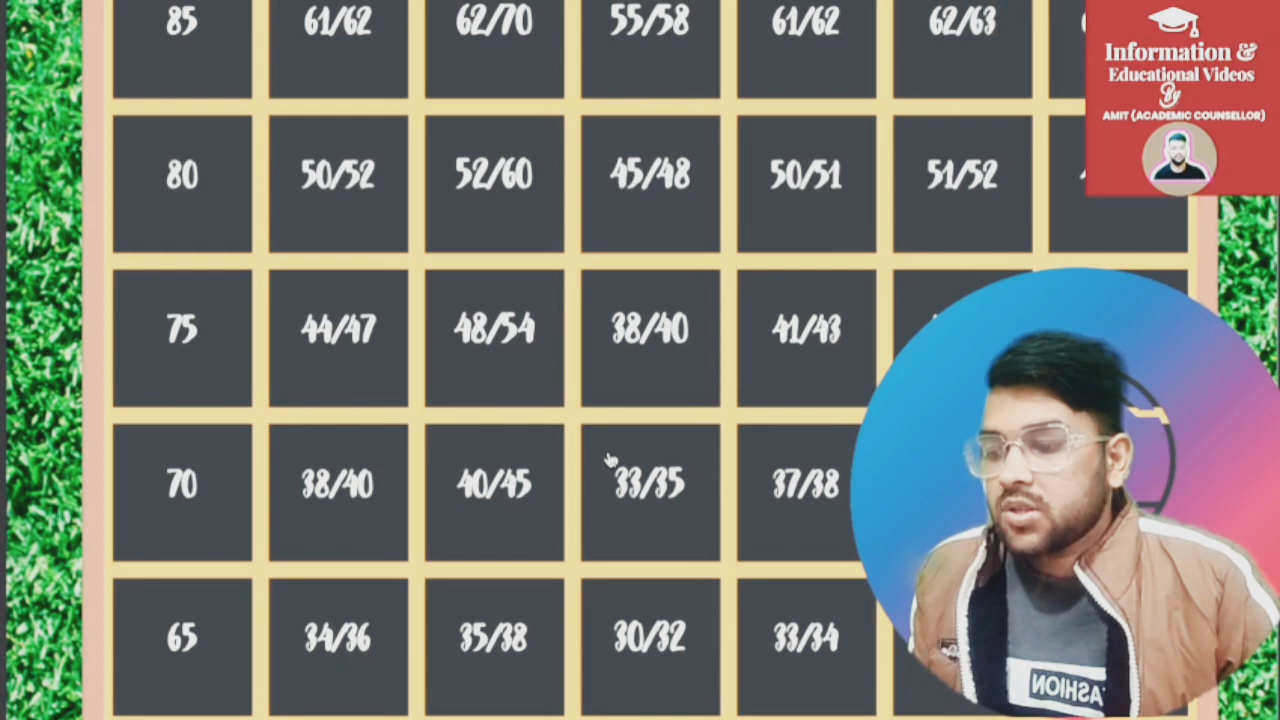 85 61/62 62/70 55/58 61/62 62/63
80 50/52 52/60 45/48 50/51 51/52
75 44/47 48/54 38/40 41/43
70 38/40 40/45 33/35 37/38
65 34/36 35/38 30/32 33/34
Information &
Educational Videos
By
AMIT (ACADEMIC COUNSELLOR)
FASHION